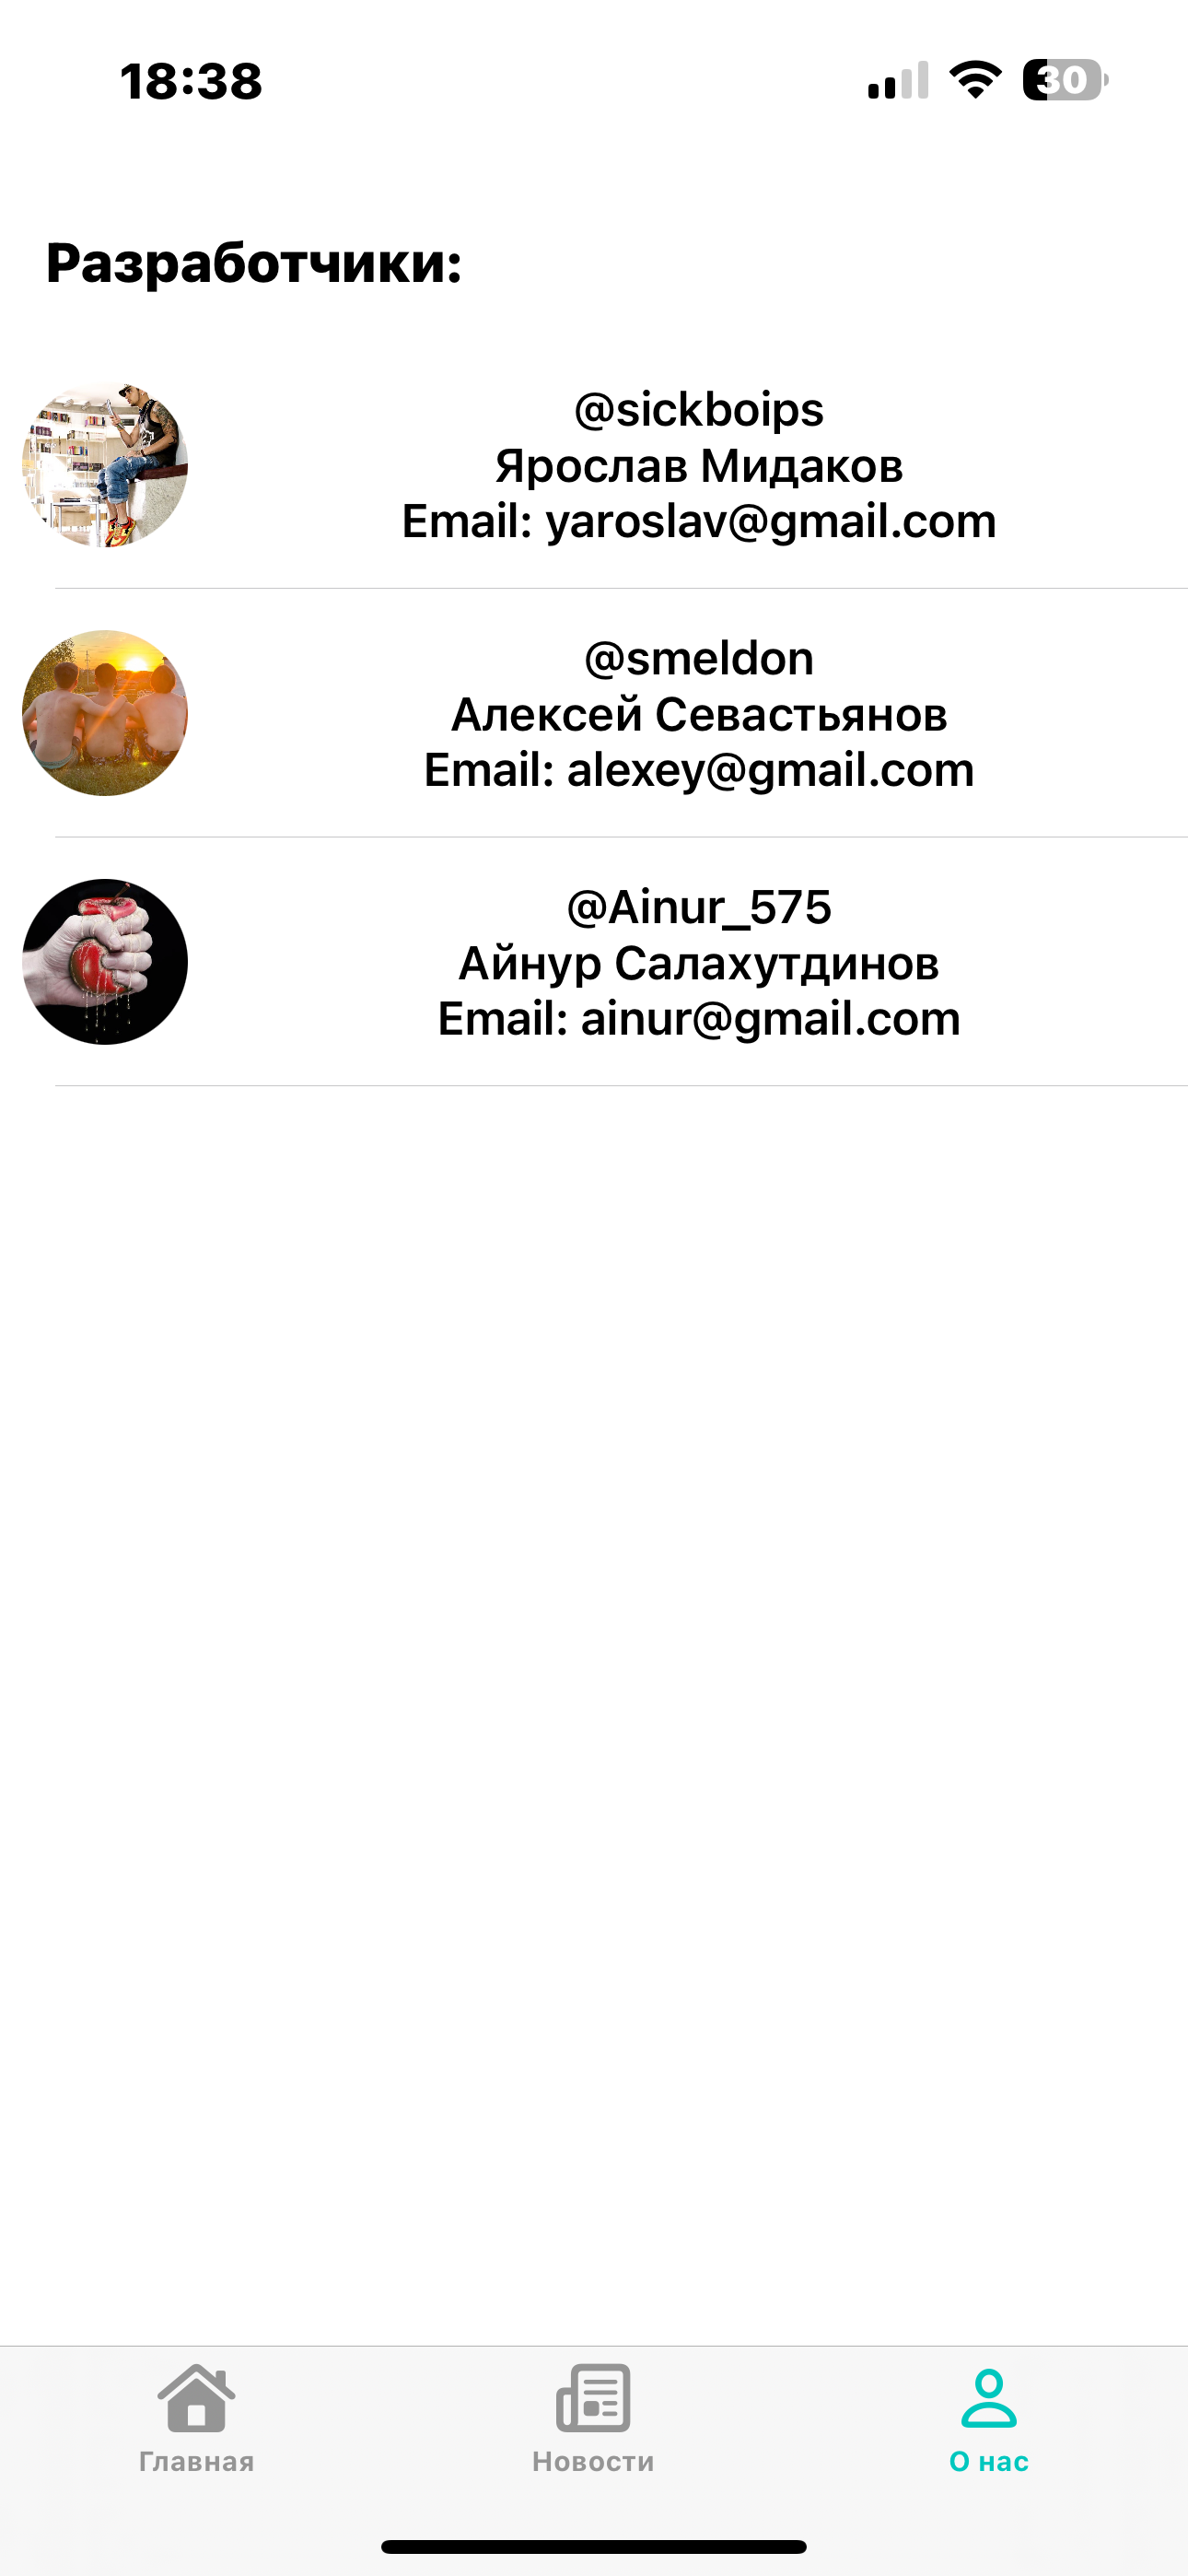 18:38
30
Разработчики:
@sickboips
Ярослав Мидаков
Email: yaroslav@gmail.com
@smeldon
Алексей Севастьянов
Email: alexey@gmail.com
@Ainur_575
Айнур Салахутдинов
Email: ainur@gmail.com
Главная
Новости
О нас